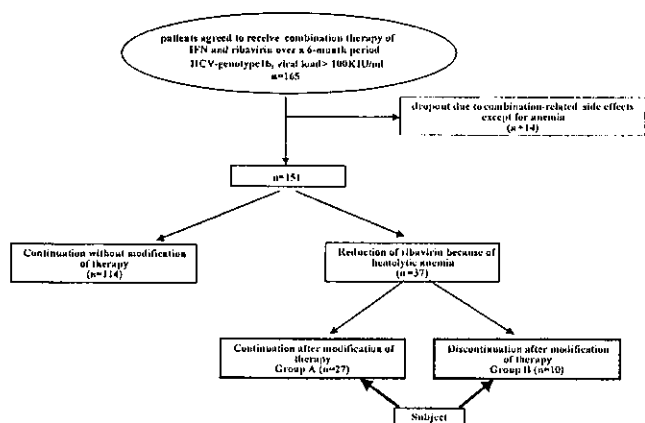 patients agreed to receive combination therapy of
IFN and ribavirin over a 6-month period
HCV-genotype1b, viral load> 100KIU/ml
n=165
dropout due to combination-related side effects
except for anemia
(n=14)
n=151
Continuation without modification
of therapy
(n=114)
Reduction of ribavirin because of
hemolytic anemia
(n=37)
Continuation after modification of
therapy
Group A (n=27)
Discontinuation after modification
of therapy
Group B (n=10)
Subject